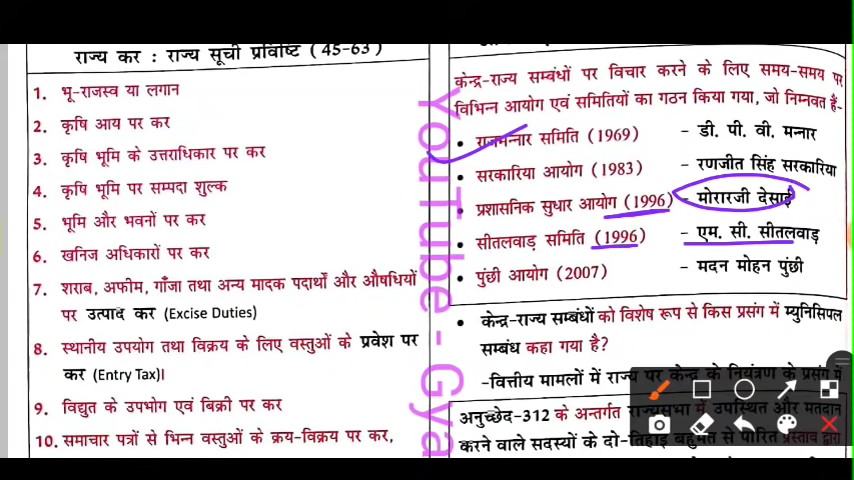 राज्य कर : राज्य सूची प्रविष्टि (45-63)
1. भू-राजस्व या लगान
2. कृषि आय पर कर
3. कृषि भूमि के उत्तराधिकार पर कर
4. कृषि भूमि पर सम्पदा शुल्क
5. भूमि और भवनों पर कर
6. खनिज अधिकारों पर कर
7. शराब, अफीम, गाँजा तथा अन्य मादक पदार्थों और औषधियों
पर उत्पाद कर (Excise Duties)
8. स्थानीय उपयोग तथा विक्रय के लिए वस्तुओं के प्रवेश पर
कर (Entry Tax)।
9. विद्युत के उपभोग एवं बिक्री पर कर
10. समाचार पत्रों से भिन्न वस्तुओं के क्रय-विक्रय पर कर,
YouTube - Gya
केन्द्र-राज्य सम्बंधों पर विचार करने के लिए समय-समय पर
विभिन्न आयोग एवं समितियों का गठन किया गया, जो निम्नवत हैं-
• राजमन्नार समिति (1969) - डी. पी. वी. मन्नार
• सरकारिया आयोग (1983) - रणजीत सिंह सरकारिया
• प्रशासनिक सुधार आयोग (1996) - मोरारजी देसाई
• सीतलवाड़ समिति (1996) - एम. सी. सीतलवाड़
• पुंछी आयोग (2007) - मदन मोहन पुंछी
• केन्द्र-राज्य सम्बंधों को विशेष रूप से किस प्रसंग में म्युनिसिपल
सम्बंध कहा गया है?
-वित्तीय मामलों में राज्य पर केन्द्र के नियंत्रण के प्रसंग में
अनुच्छेद-312 के अन्तर्गत राज्यसभा में उपस्थित और मतदान
करने वाले सदस्यों के दो-तिहाई बहुमत से पारित प्रस्ताव द्वारा